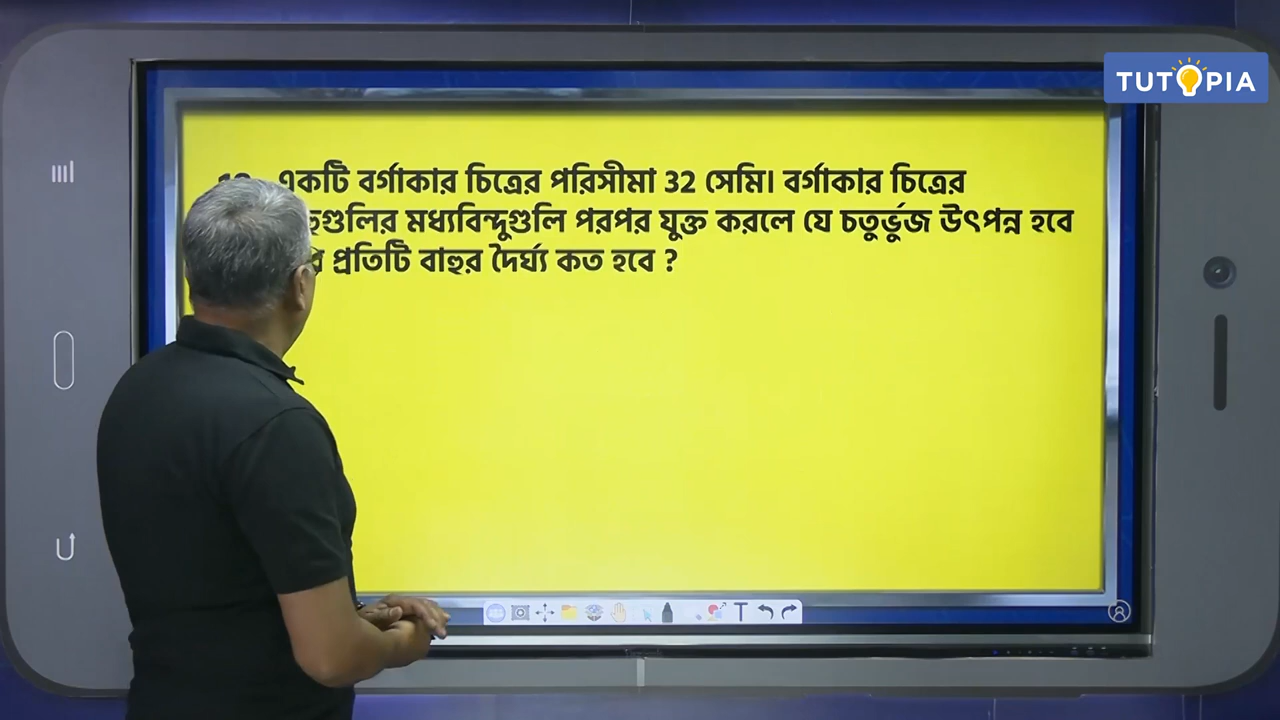 TUTOPIA
একটি বর্গাকার চিত্রের পরিসীমা 32 সেমি। বর্গাকার চিত্রের
মধ্যবিন্দুগুলি পরপর যুক্ত করলে যে চতুর্ভুজ উৎপন্ন হবে
প্রতিটি বাহুর দৈর্ঘ্য কত হবে ?